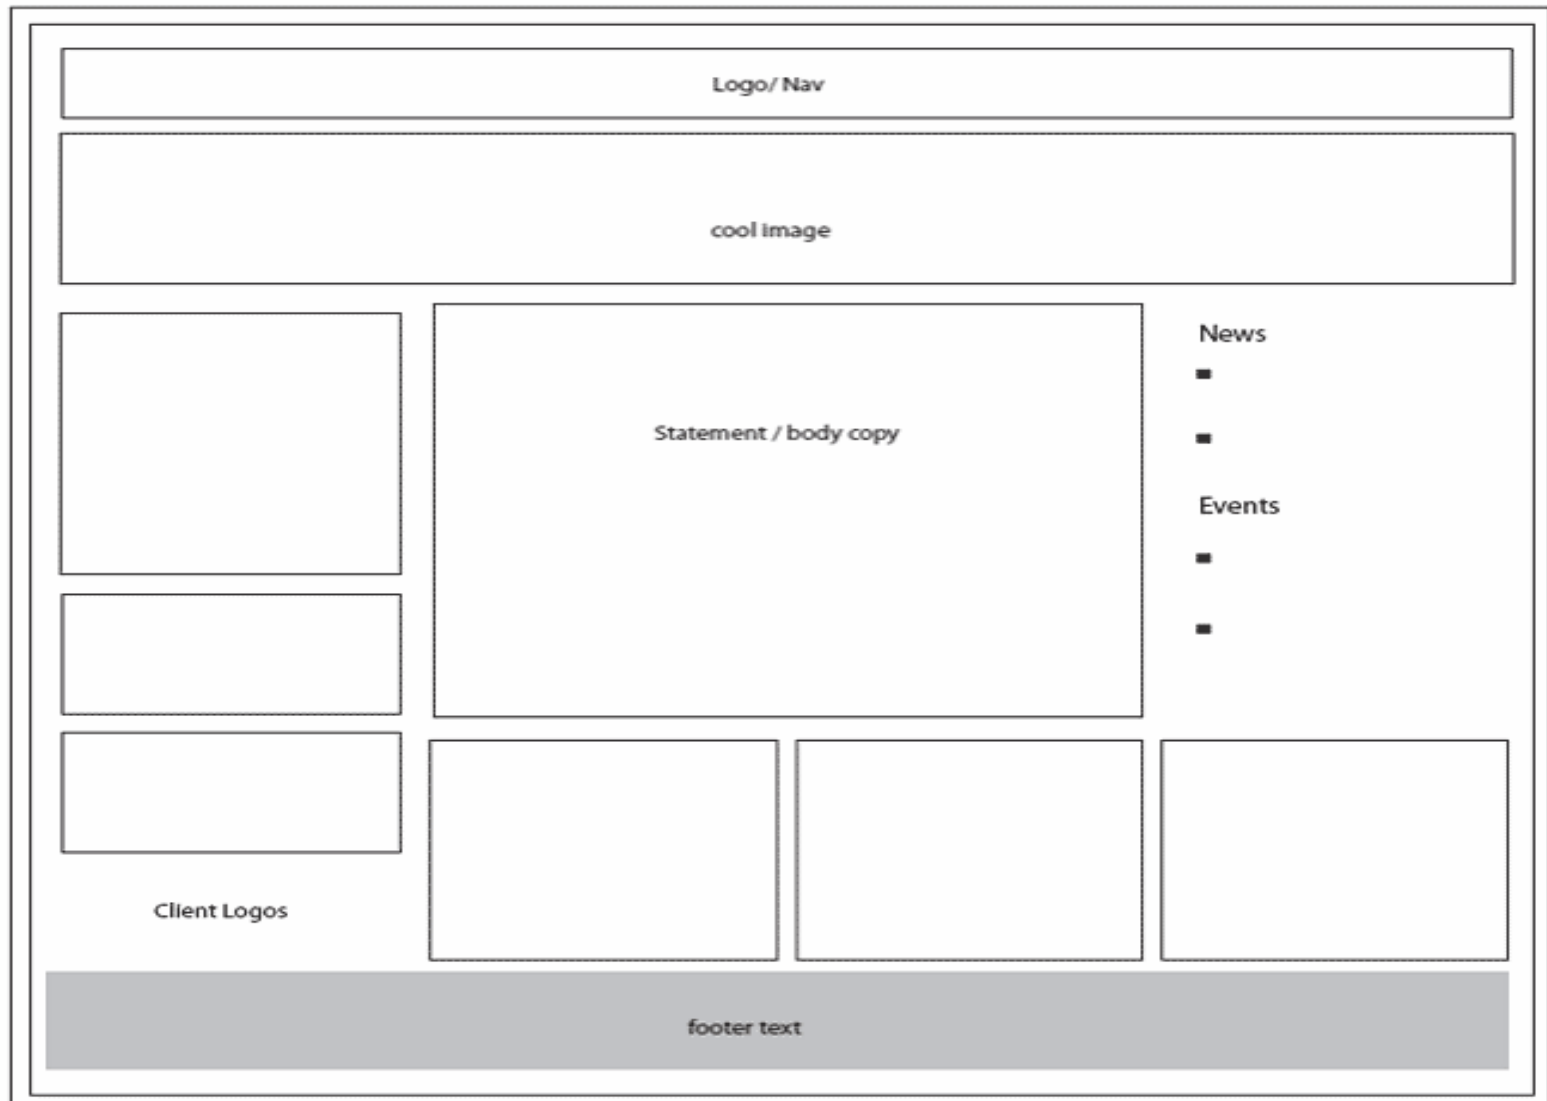 Logo/ Nav
cool image
Statement / body copy
News
Events
Client Logos
footer text